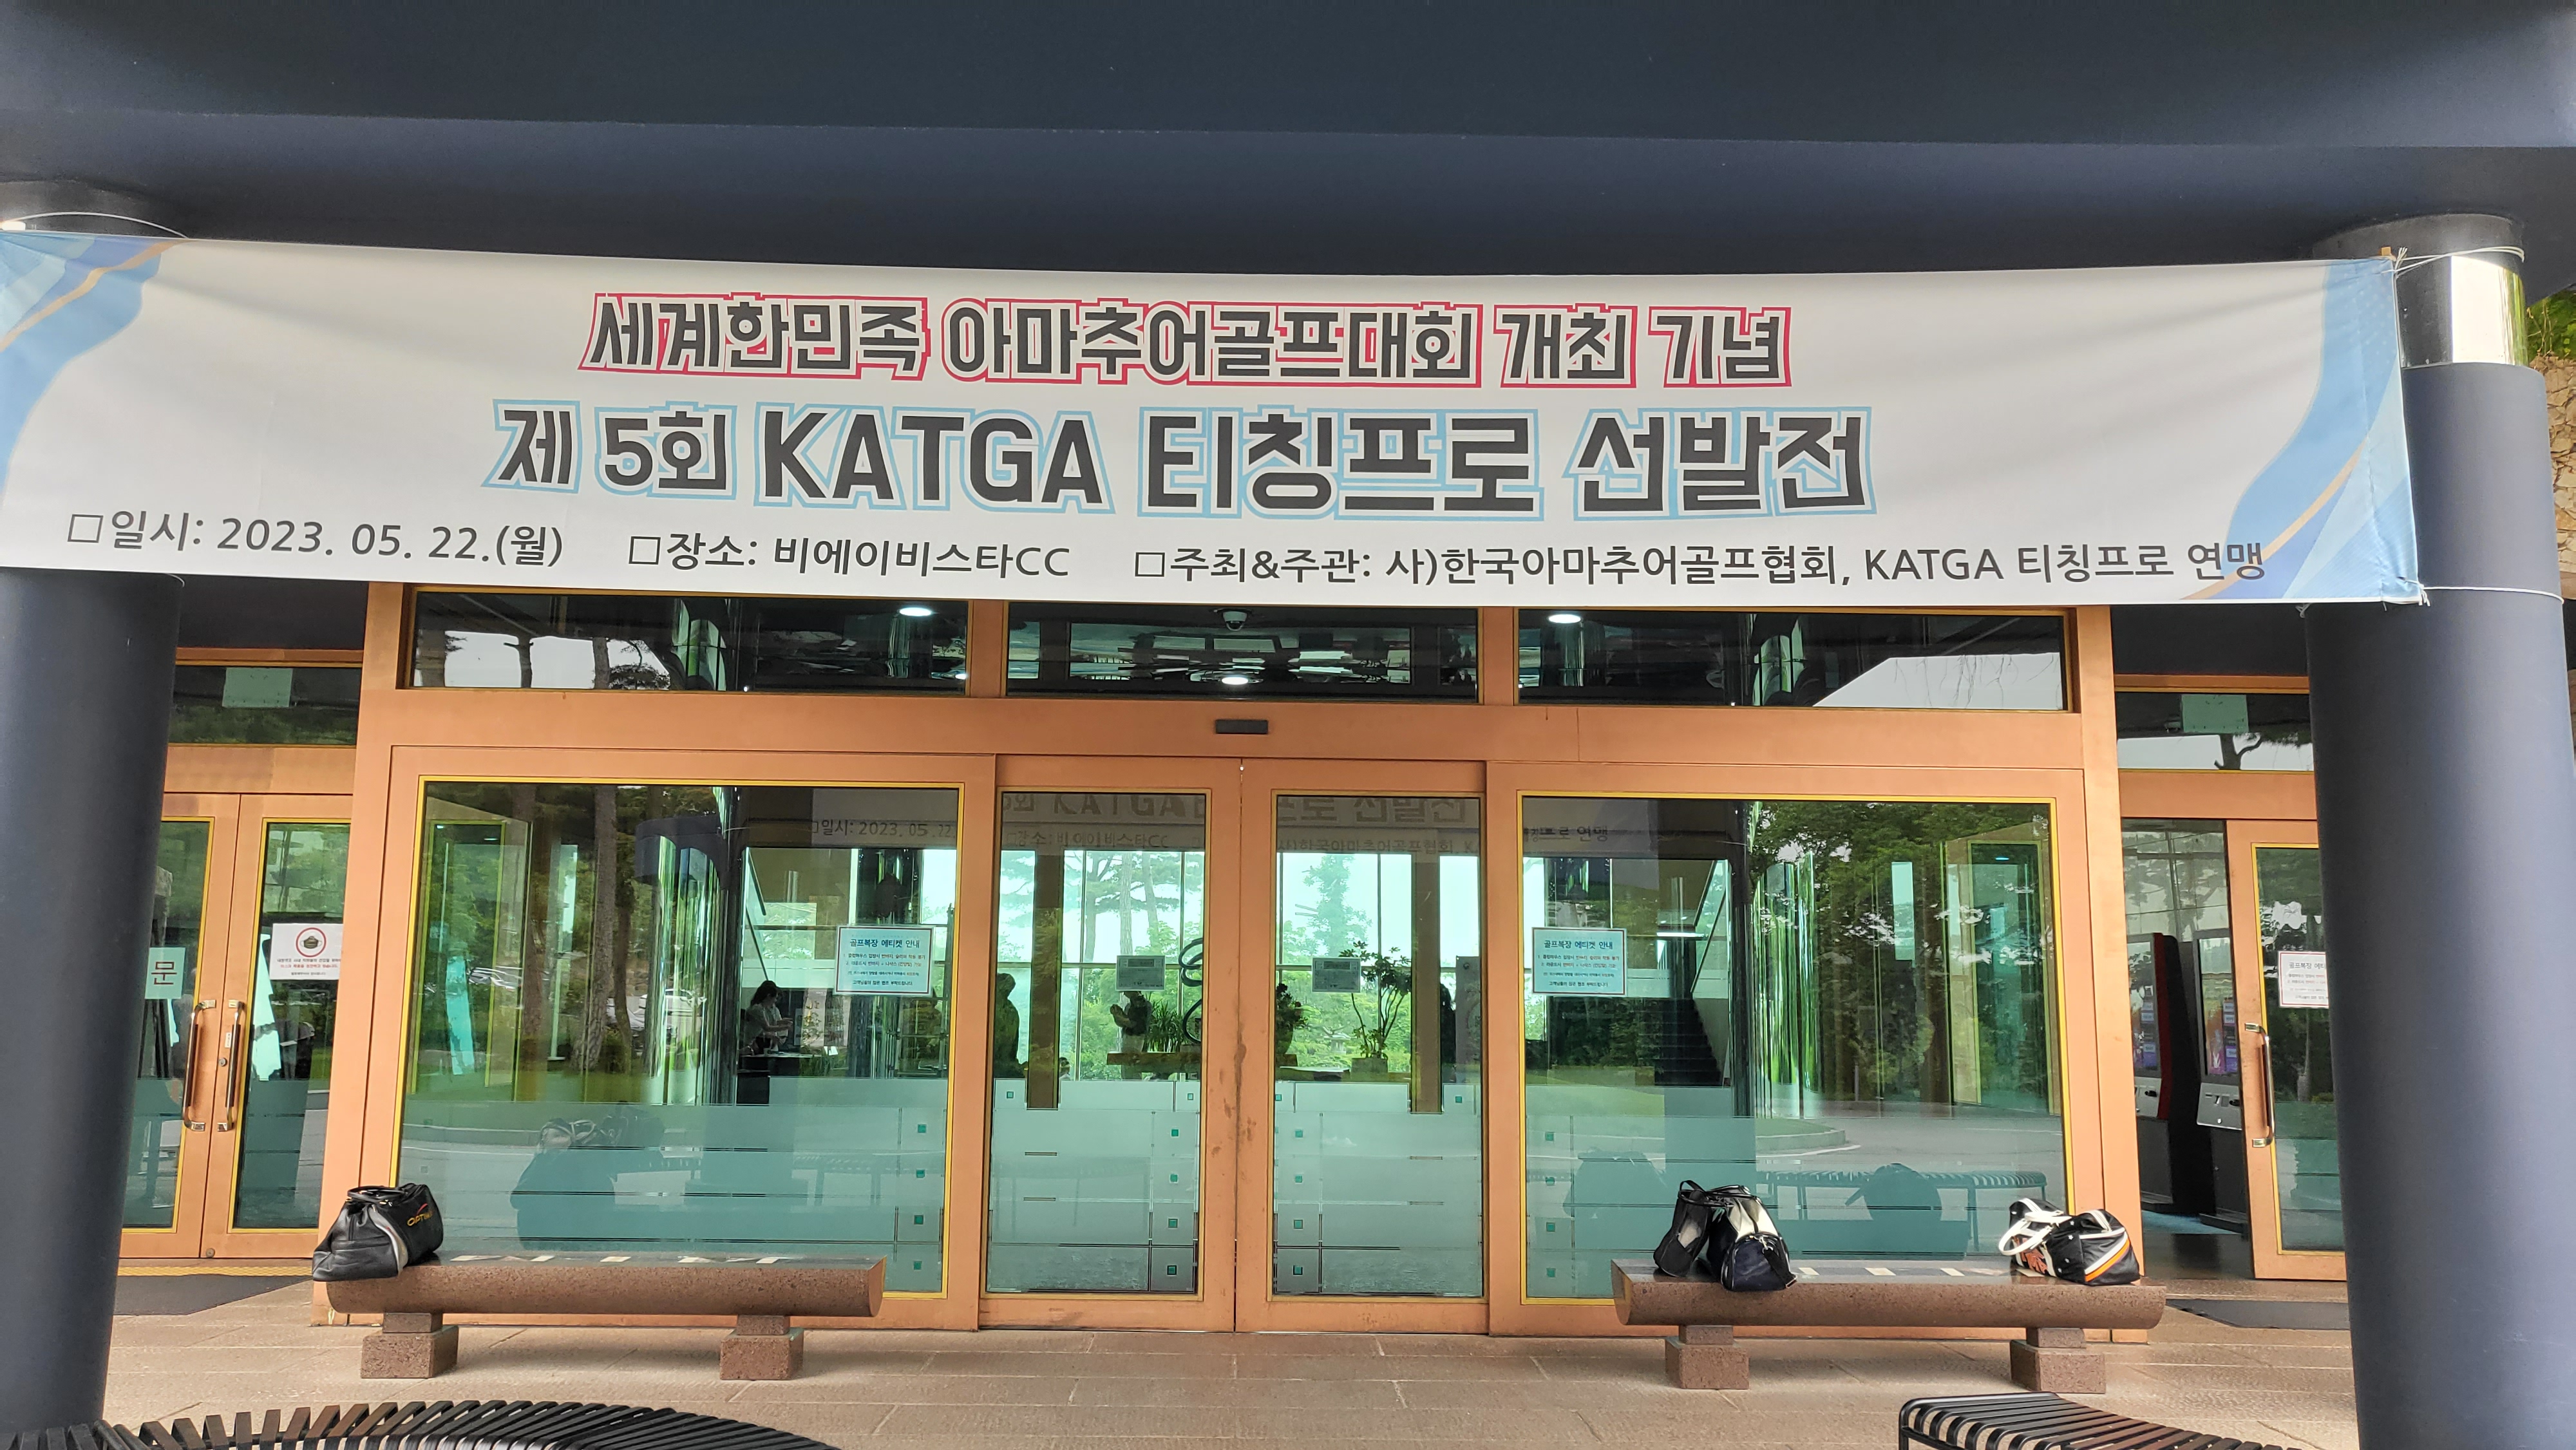 세계한민족 아마추어골프대회 개최 기념
제 5회 KATGA 티칭프로 선발전
□일시: 2023. 05. 22.(월) □장소: 비에이비스타CC □주최&주관: 사)한국아마추어골프협회, KATGA 티칭프로 연맹
문
골프복장 에티켓 안내
골프복장 에티켓 안내
골프복장